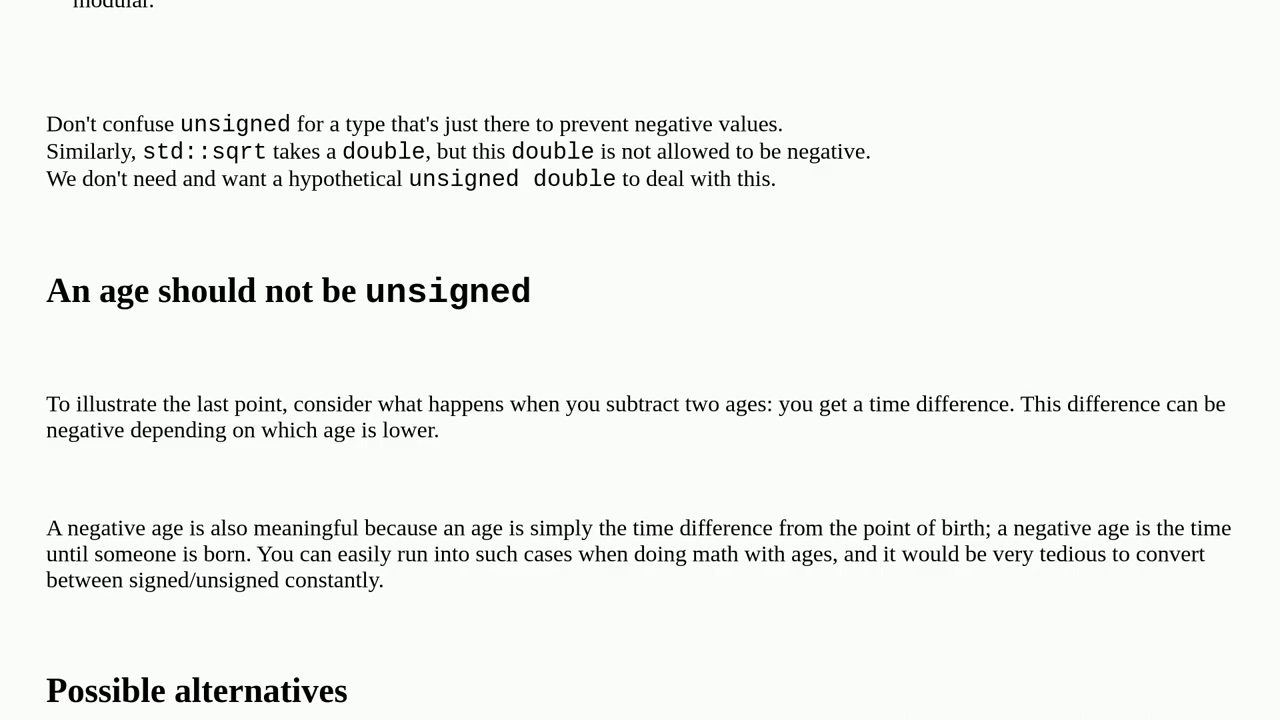 modular.
Don't confuse unsigned for a type that's just there to prevent negative values.
Similarly, std::sqrt takes a double, but this double is not allowed to be negative.
We don't need and want a hypothetical unsigned double to deal with this.
An age should not be unsigned
To illustrate the last point, consider what happens when you subtract two ages: you get a time difference. This difference can be
negative depending on which age is lower.
A negative age is also meaningful because an age is simply the time difference from the point of birth; a negative age is the time
until someone is born. You can easily run into such cases when doing math with ages, and it would be very tedious to convert
between signed/unsigned constantly.
Possible alternatives